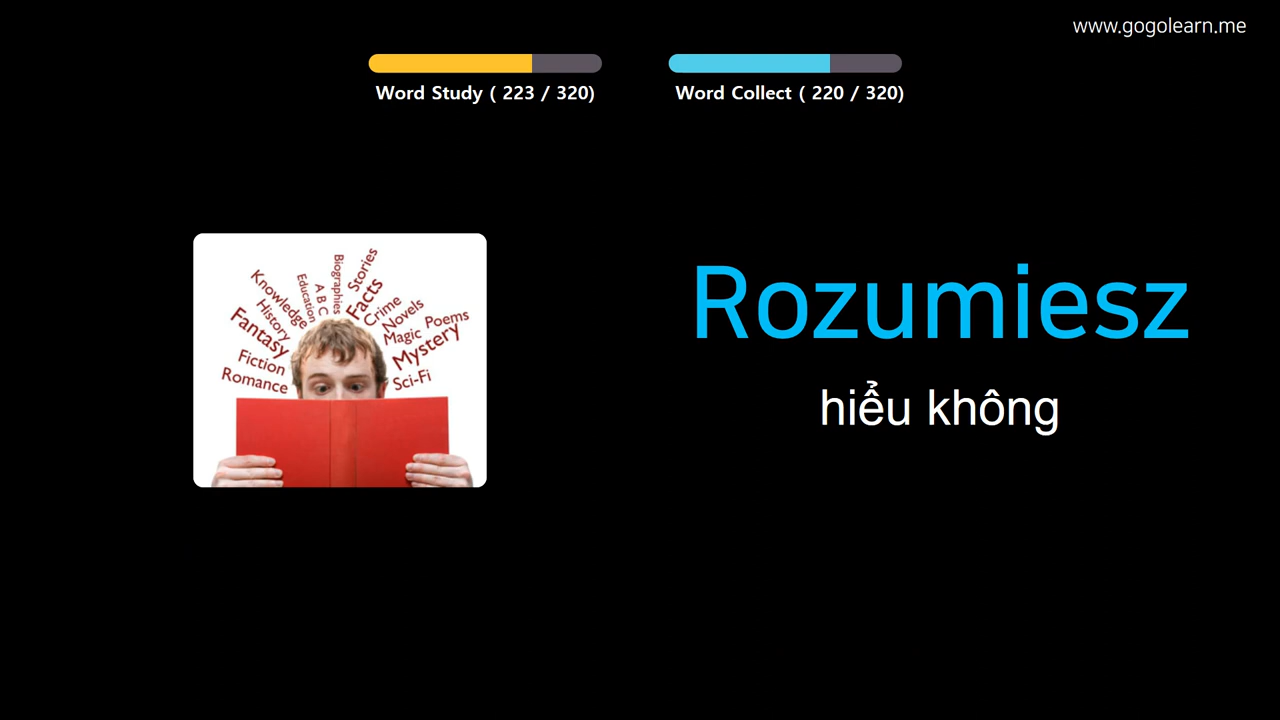 www.gogolearn.me
Word Study ( 223 / 320)
Word Collect ( 220 / 320)
Rozumiesz
hiểu không
Knowledge
History
Fantasy
Fiction
Romance
Education
A B C
Biographies
Stories
Facts
Crime
Novels
Magic
Poems
Mystery
Sci-Fi